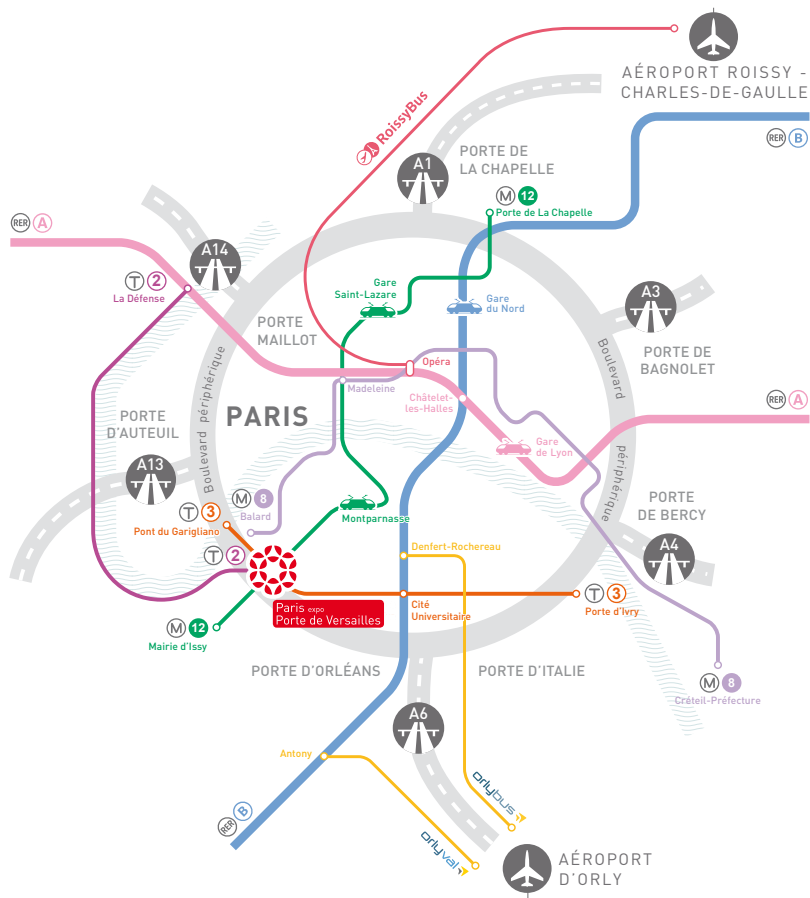 AÉROPORT ROISSY -
CHARLES-DE-GAULLE
RoissyBus
RER B
A1
PORTE DE
LA CHAPELLE
M 12
Porte de La Chapelle
RER A
A14
T 2
La Défense
Gare
Saint-Lazare
Gare
du Nord
A3
PORTE
MAILLOT
Boulevard
périphérique
PORTE DE
BAGNOLET
Opéra
Madeleine
Châtelet-
les-Halles
RER A
PARIS
Boulevard périphérique
PORTE
D'AUTEUIL
Gare
de Lyon
A13
M 8
Balard
PORTE
DE BERCY
T 3
Pont du Garigliano
Montparnasse
A4
T 2
Denfert-Rochereau
Paris expo
Porte de Versailles
Cité
Universitaire
T 3
Porte d'Ivry
M 12
Mairie d'Issy
PORTE D'ORLÉANS
PORTE D'ITALIE
M 8
Créteil-Préfecture
A6
Antony
orlybus
RER B
orlyval
AÉROPORT
D'ORLY